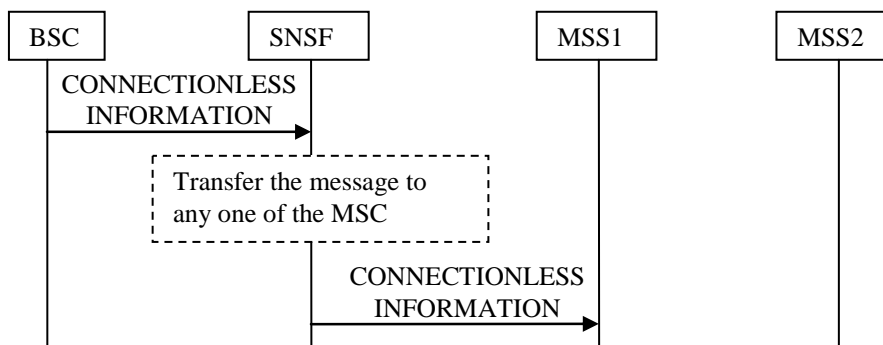 BSC
SNSF
MSS1
MSS2
CONNECTIONLESS
INFORMATION
Transfer the message to
any one of the MSC
CONNECTIONLESS
INFORMATION